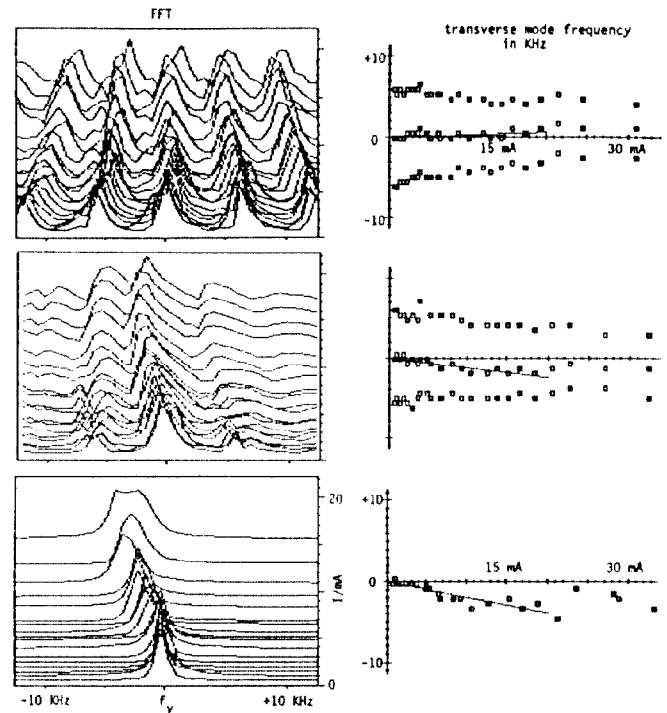 FFT
transverse mode frequency
in KHz
+10
0
-10
15 mA
30 mA
20
I/mA
0
-10 KHz
f_y
+10 KHz
+10
0
-10
15 mA
30 mA